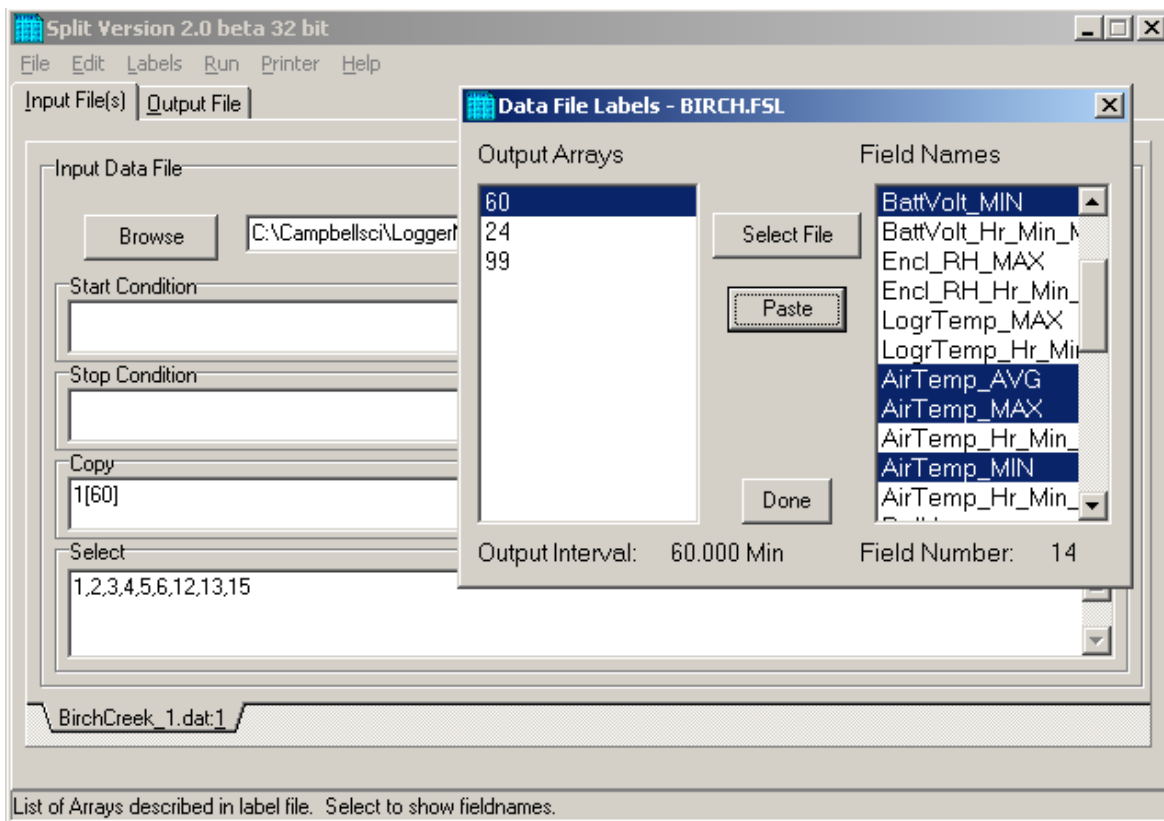 Split Version 2.0 beta 32 bit
File Edit Labels Run Printer Help
Input File(s) Output File
Input Data File
Browse
C:\Campbellsci\Logger
Start Condition
Stop Condition
Copy
1[60]
Select
1,2,3,4,5,6,12,13,15
BirchCreek_1.dat:1
List of Arrays described in label file. Select to show fieldnames.
Data File Labels - BIRCH.FSL
Output Arrays
60
24
99
Select File
Paste
Done
Field Names
BattVolt_MIN
BattVolt_Hr_Min_M
Encl_RH_MAX
Encl_RH_Hr_Min_
LogrTemp_MAX
LogrTemp_Hr_Mi
AirTemp_AVG
AirTemp_MAX
AirTemp_Hr_Min_
AirTemp_MIN
AirTemp_Hr_Min_
Output Interval: 60.000 Min
Field Number: 14